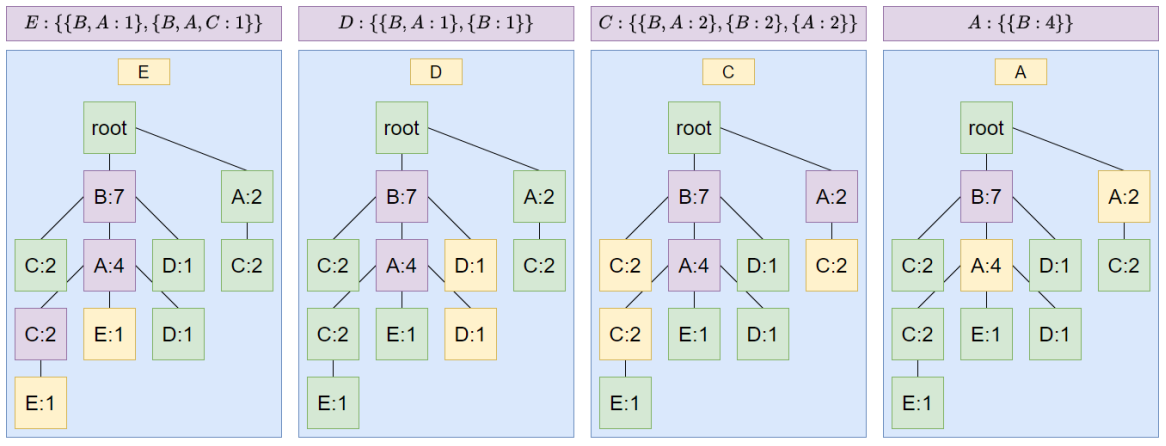 E : {{B, A : 1}, {B, A, C : 1}}
E
root
B:7
A:2
C:2
A:4
D:1
C:2
C:2
E:1
D:1
E:1
D : {{B, A : 1}, {B : 1}}
D
root
B:7
A:2
C:2
A:4
D:1
C:2
C:2
E:1
D:1
E:1
C : {{B, A : 2}, {B : 2}, {A : 2}}
C
root
B:7
A:2
C:2
A:4
D:1
C:2
C:2
E:1
D:1
E:1
A : {{B : 4}}
A
root
B:7
A:2
C:2
A:4
D:1
C:2
C:2
E:1
D:1
E:1